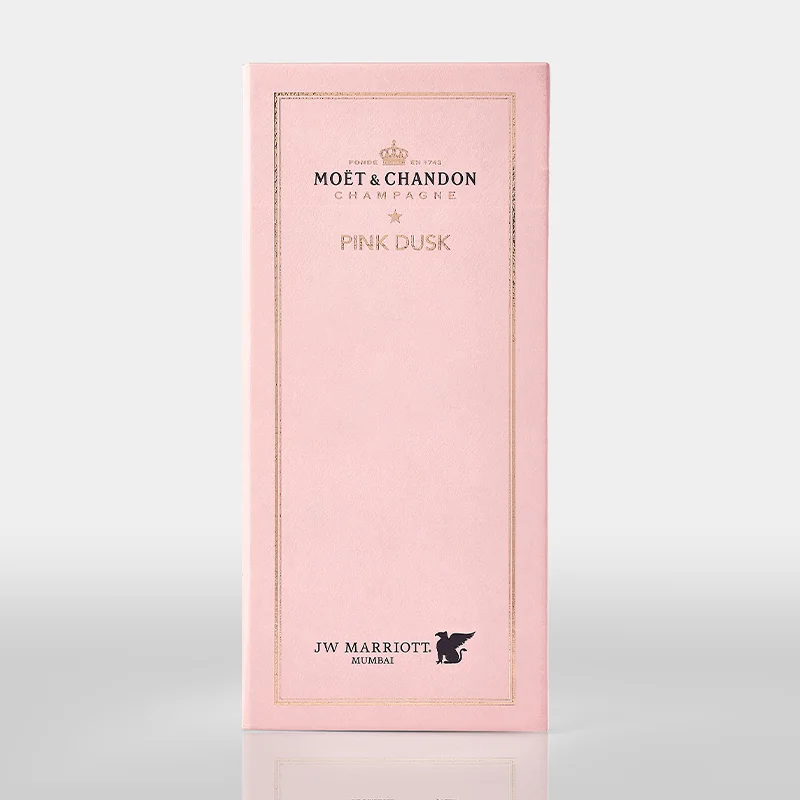 FONDÉ EN 1743
MOËT & CHANDON
CHAMPAGNE
PINK DUSK
JW MARRIOTT.
MUMBAI